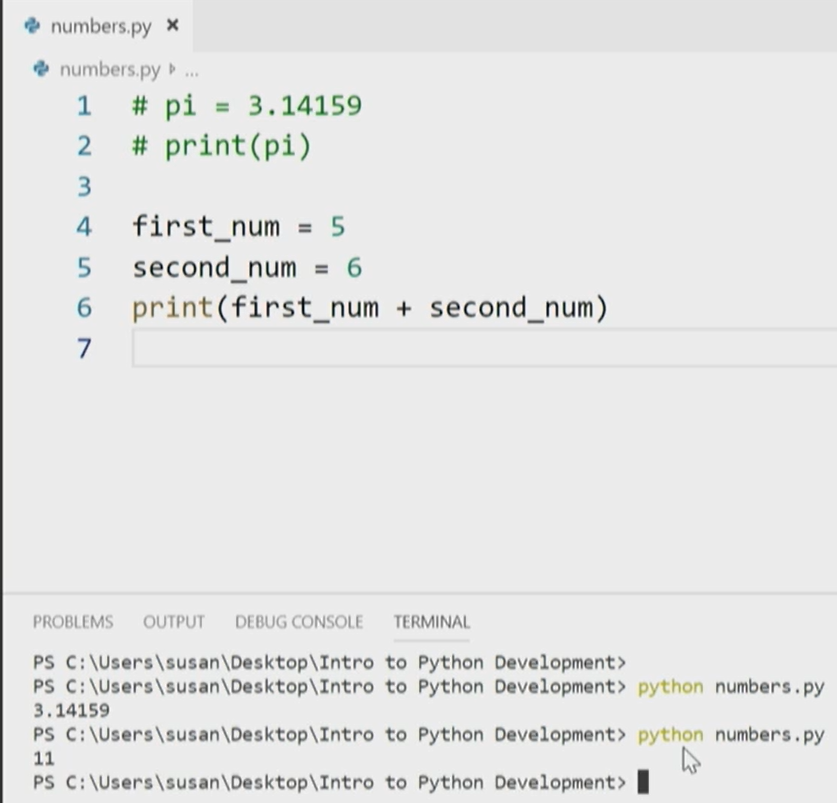 numbers.py ×
numbers.py ...
1 # pi = 3.14159
2 # print(pi)
3
4 first_num = 5
5 second_num = 6
6 print(first_num + second_num)
7
PROBLEMS OUTPUT DEBUG CONSOLE TERMINAL
PS C:\Users\susan\Desktop\Intro to Python Development>
PS C:\Users\susan\Desktop\Intro to Python Development> python numbers.py
3.14159
PS C:\Users\susan\Desktop\Intro to Python Development> python numbers.py
11
PS C:\Users\susan\Desktop\Intro to Python Development>